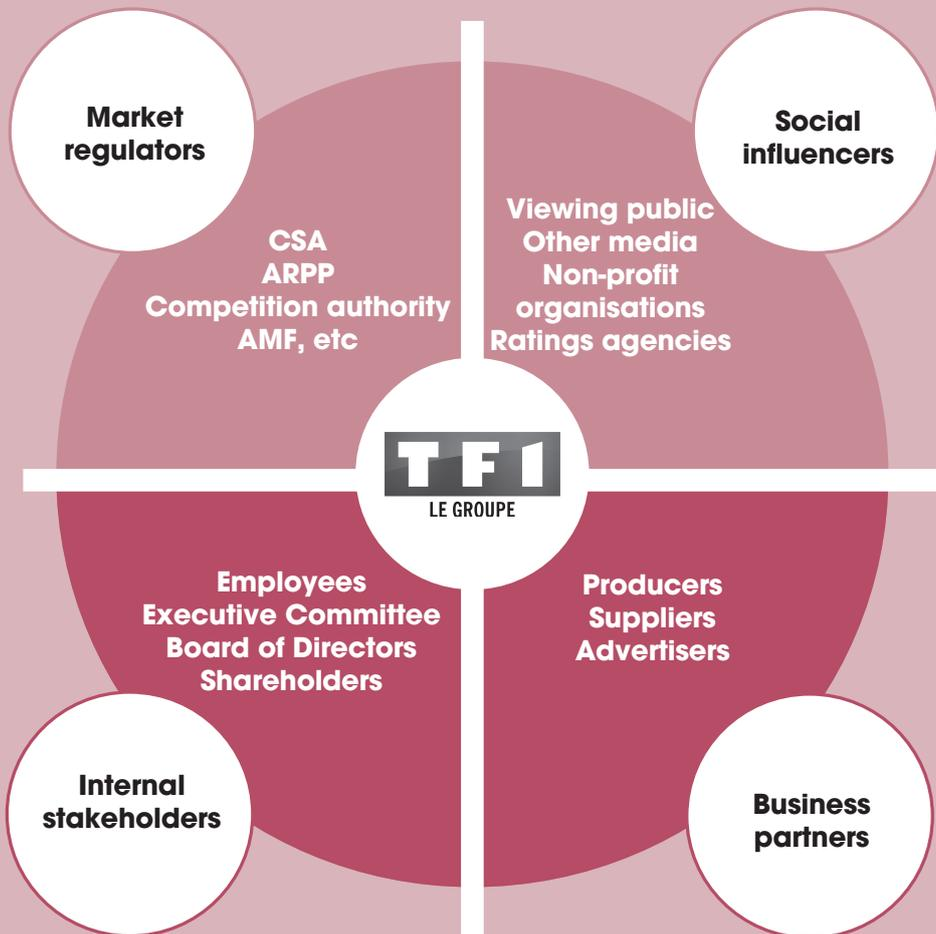 Market
regulators
Social
influencers
CSA
ARPP
Competition authority
AMF, etc
Viewing public
Other media
Non-profit
organisations
Ratings agencies
TF1
LE GROUPE
Employees
Executive Committee
Board of Directors
Shareholders
Producers
Suppliers
Advertisers
Internal
stakeholders
Business
partners